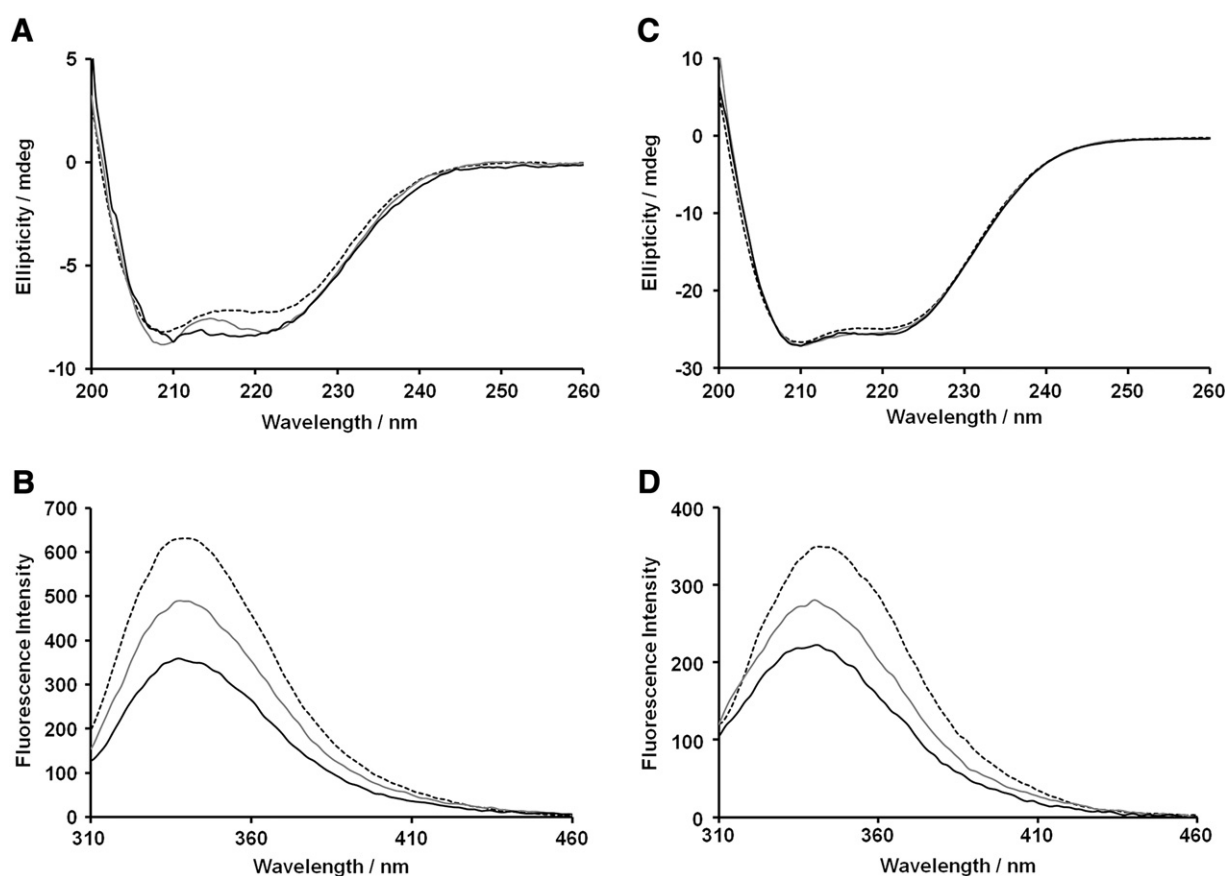 A
5
0
-5
-10
Ellipticity / mdeg
200 210 220 230 240 250 260
Wavelength / nm
C
10
0
-10
-20
-30
Ellipticity / mdeg
200 210 220 230 240 250 260
Wavelength / nm
B
700
600
500
400
300
200
100
0
Fluorescence Intensity
310 360 410 460
Wavelength / nm
D
400
300
200
100
0
Fluorescence Intensity
310 360 410 460
Wavelength / nm